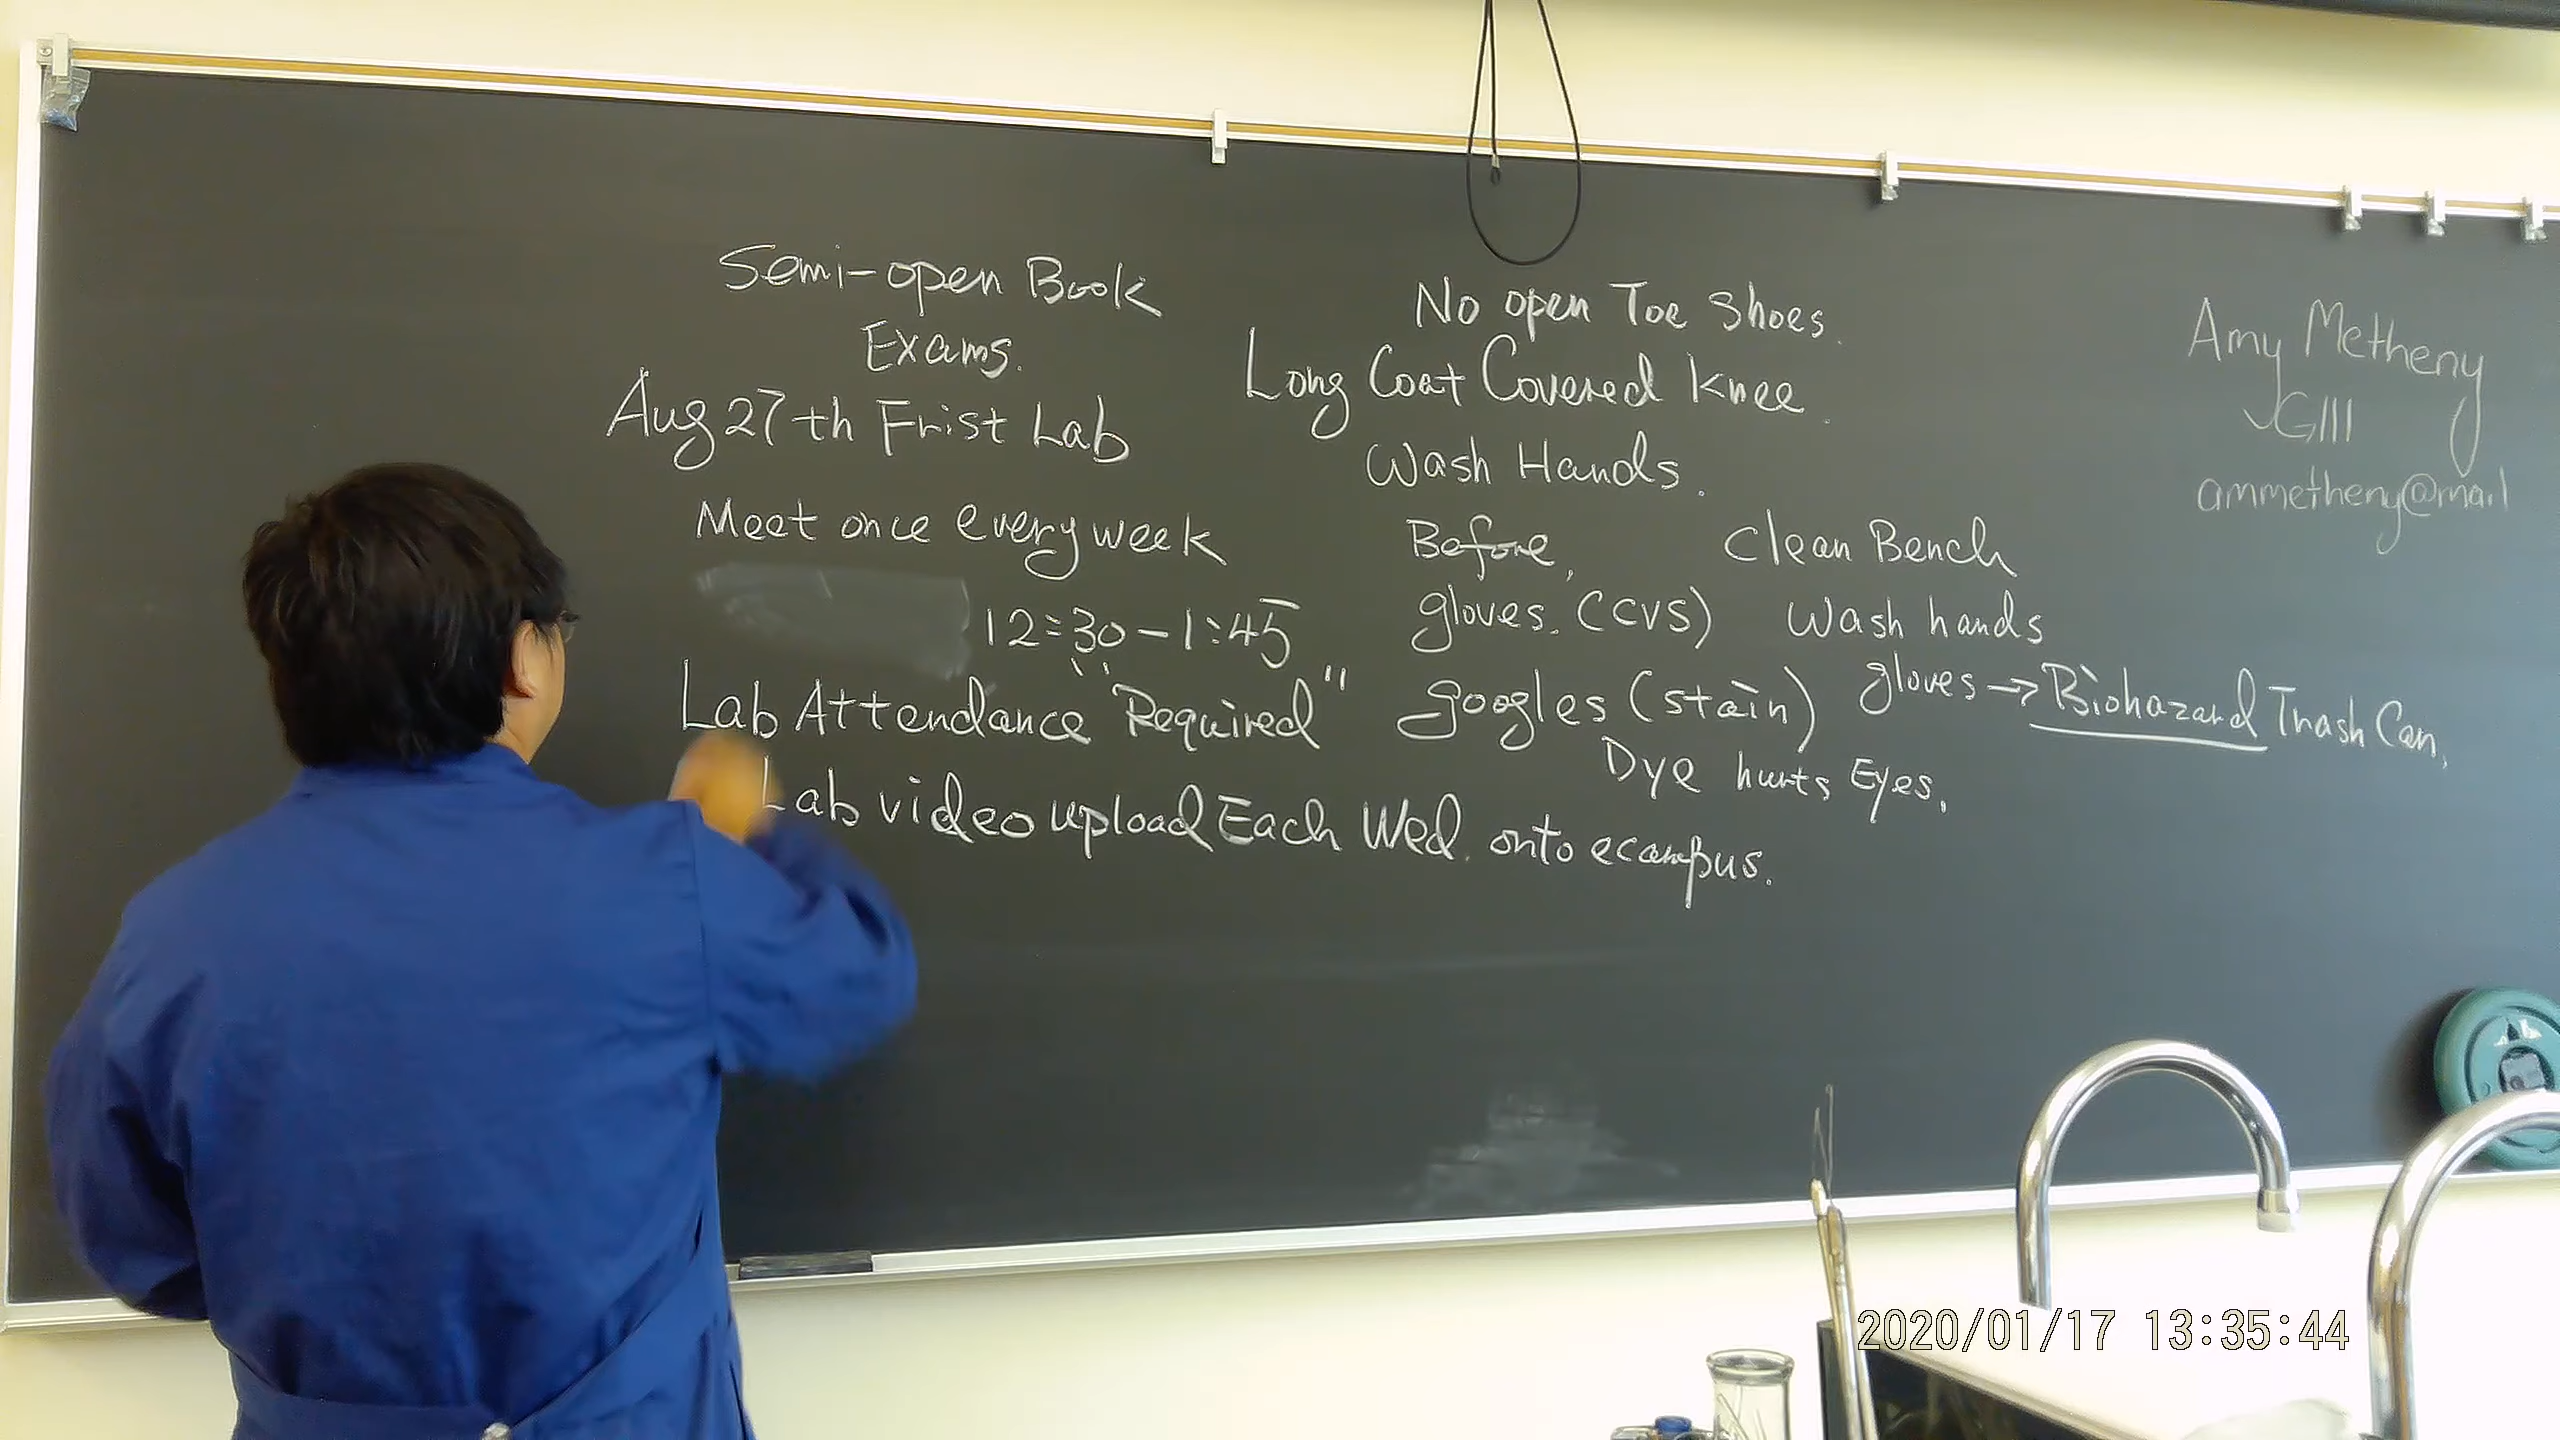 Semi-open Book
Exams.
Aug 27th Frist Lab
Meet once every week
12:30-1:45
Lab Attendance "Required"
Lab video upload Each Wed. onto ecampus.
No open Toe Shoes.
Long Coat Covered Knee.
Wash Hands.
Before,
gloves. (CVS)
googles (stain)
Dye hurts Eyes,
Clean Bench
Wash hands
gloves → Biohazard Trash Can,
Amy Metheny
ammetheny@mail
2020/01/17 13:35:44